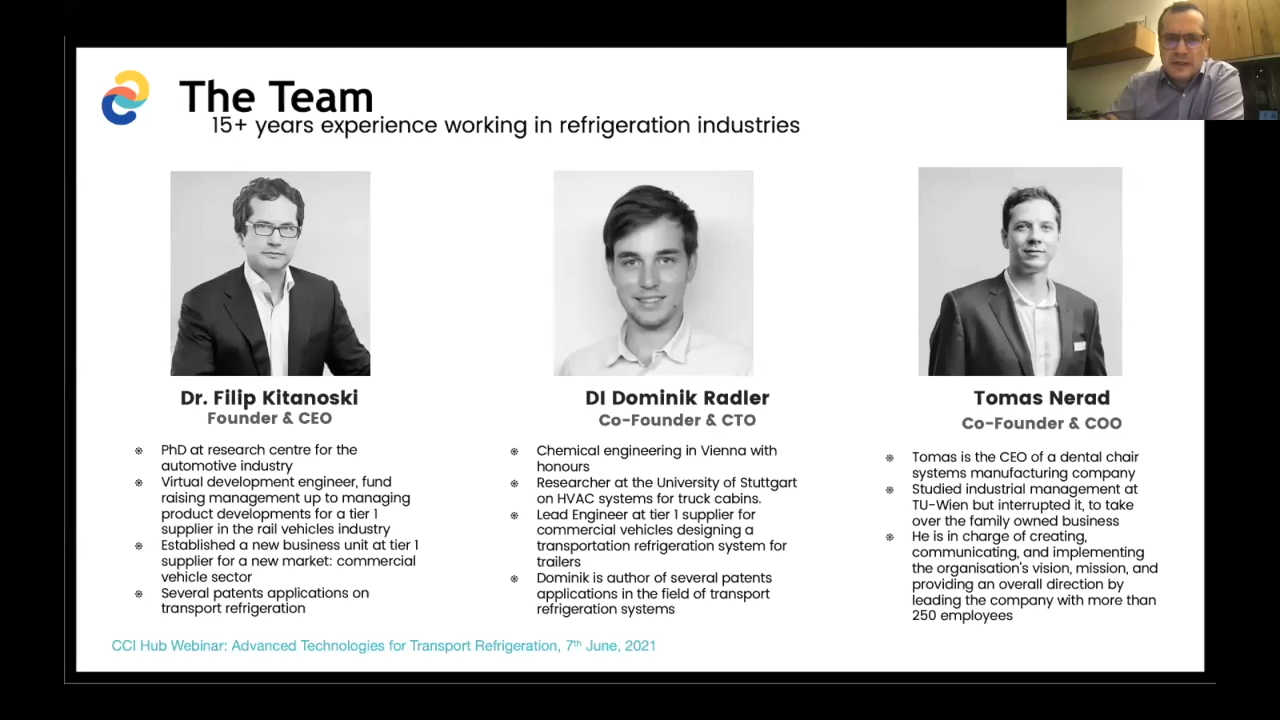 The Team
15+ years experience working in refrigeration industries
Dr. Filip Kitanoski
Founder & CEO
PhD at research centre for the
automotive industry
Virtual development engineer, fund
raising management up to managing
product developments for a tier 1
supplier in the rail vehicles industry
Established a new business unit at tier 1
supplier for a new market: commercial
vehicle sector
Several patents applications on
transport refrigeration
DI Dominik Radler
Co-Founder & CTO
Chemical engineering in Vienna with
honours
Researcher at the University of Stuttgart
on HVAC systems for truck cabins.
Lead Engineer at tier 1 supplier for
commercial vehicles designing a
transportation refrigeration system for
trailers
Dominik is author of several patents
applications in the field of transport
refrigeration systems
Tomas Nerad
Co-Founder & COO
Tomas is the CEO of a dental chair
systems manufacturing company
Studied industrial management at
TU-Wien but interrupted it, to take
over the family owned business
He is in charge of creating,
communicating, and implementing
the organisation's vision, mission, and
providing an overall direction by
leading the company with more than
250 employees
CCI Hub Webinar: Advanced Technologies for Transport Refrigeration, 7th June, 2021